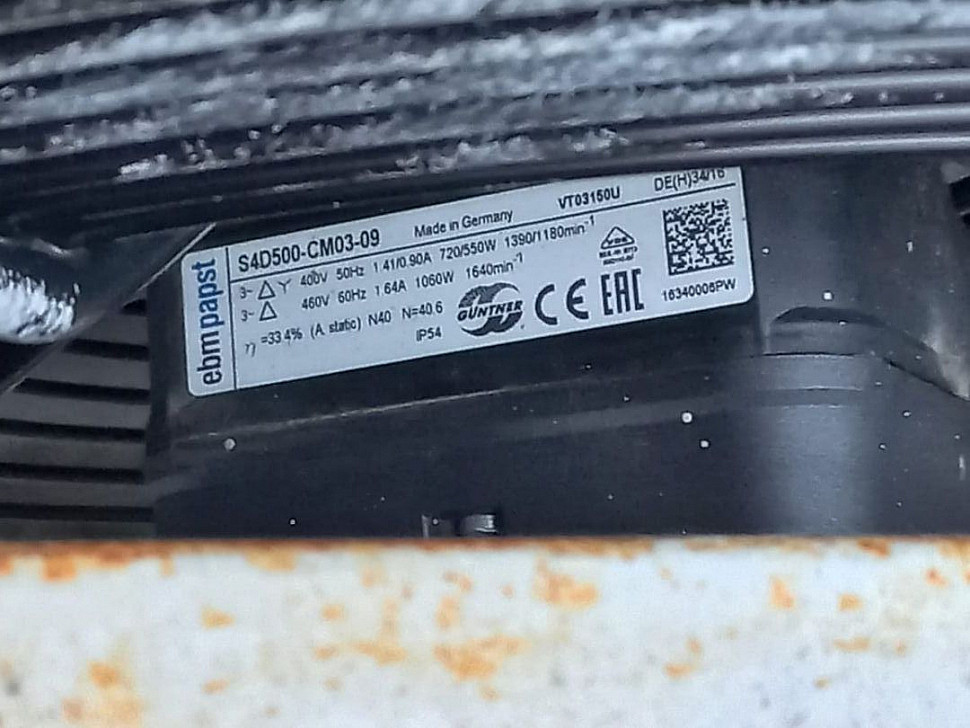 ebmpapst
S4D500-CM03-09 Made in Germany VT03150U DE(H)34/16
3~ △ Y 400V 50Hz 1.41/0.90A 720/550W 1390/1180min⁻¹
3~ △ 460V 60Hz 1.64A 1060W 1640min⁻¹
η =33.4% (A, static) N40 N=40.6
IP54
GÜNTNER
CE
EAC
VDE
16340006PW